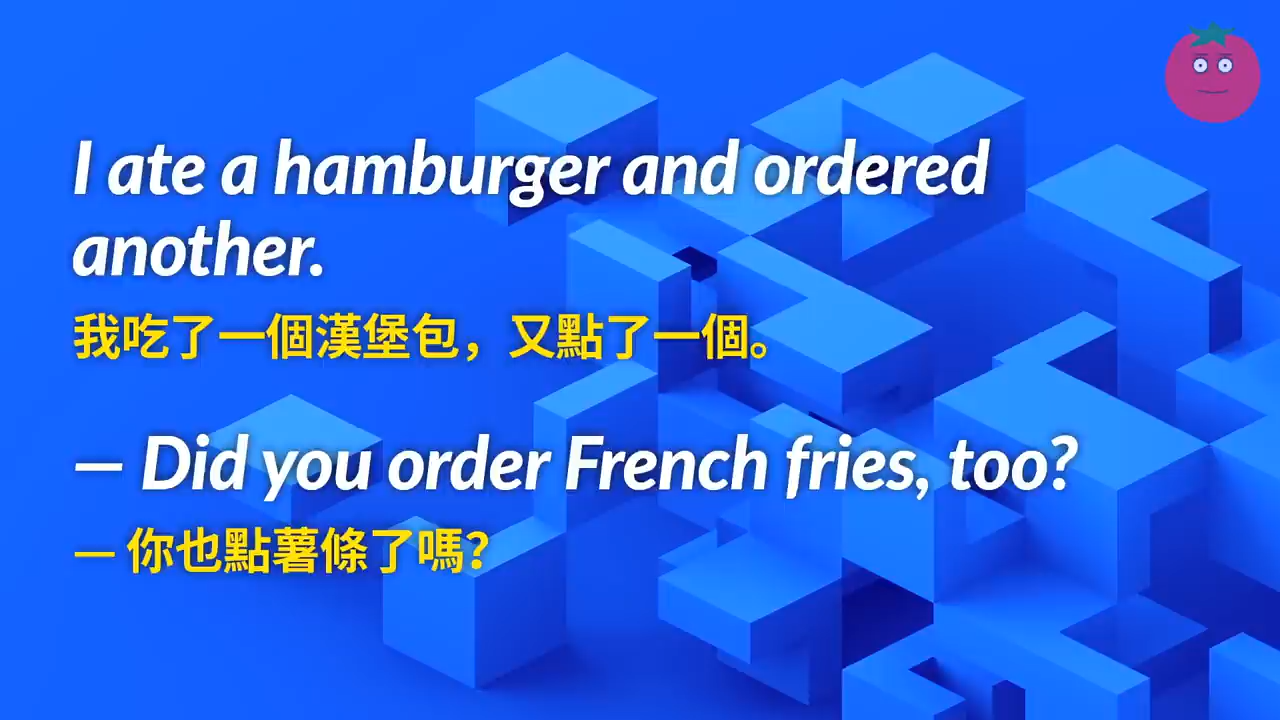 I ate a hamburger and ordered
another.
我吃了一個漢堡包，又點了一個。
— Did you order French fries, too?
— 你也點薯條了嗎？